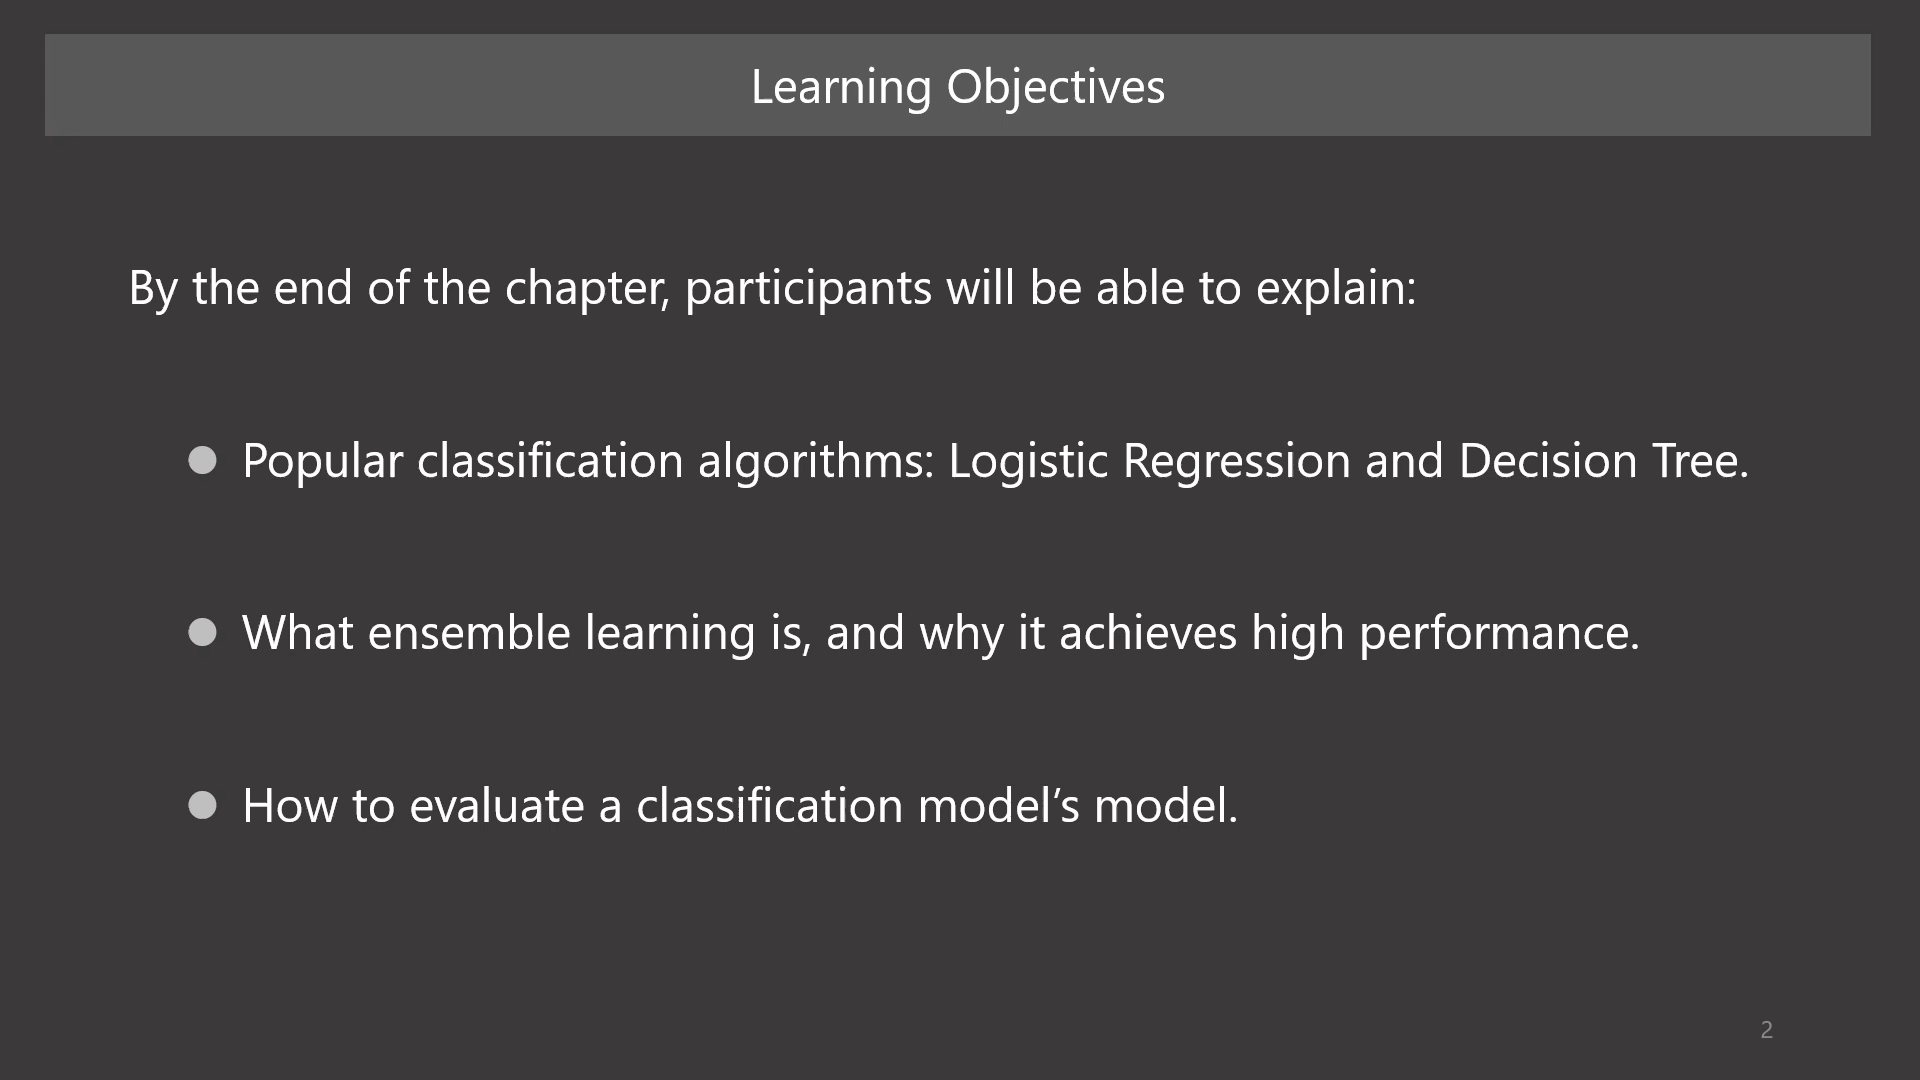 Learning Objectives
By the end of the chapter, participants will be able to explain:
● Popular classification algorithms: Logistic Regression and Decision Tree.
● What ensemble learning is, and why it achieves high performance.
● How to evaluate a classification model’s model.
2